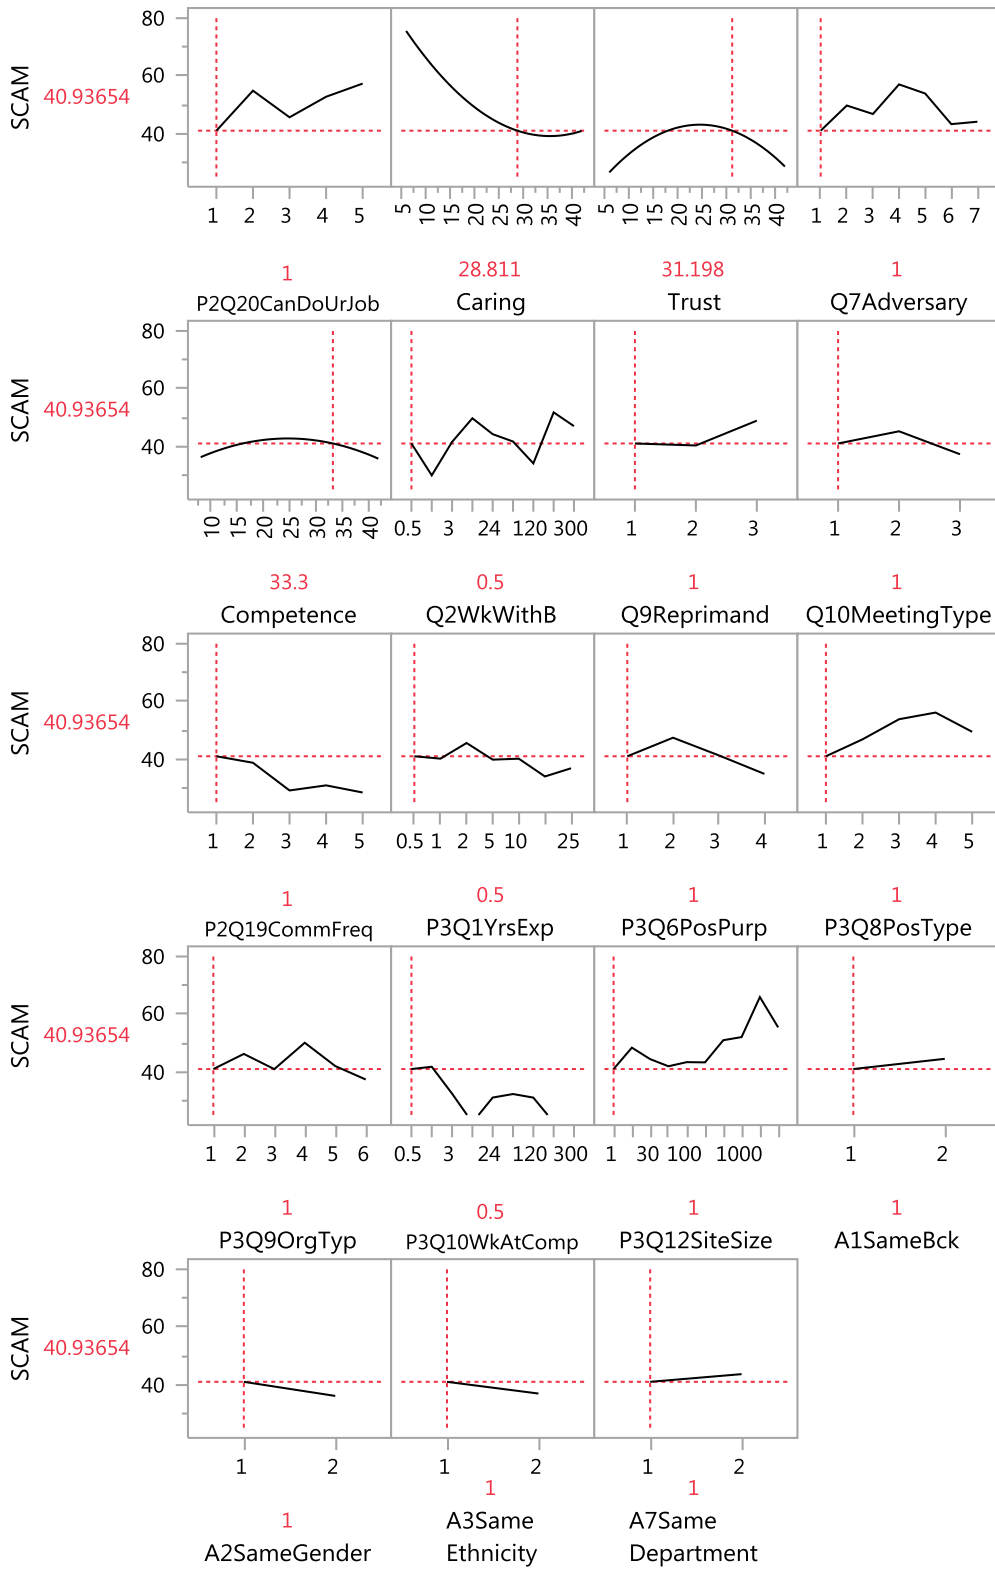 80
60
40
SCAM
40.93654
1 2 3 4 5
5 10 15 20 25 30 35 40
5 10 15 20 25 30 35 40
1 2 3 4 5 6 7
1 28.811 31.198 1
P2Q20CanDoUrJob Caring Trust Q7Adversary
80
60
40
SCAM
40.93654
10 15 20 25 30 35 40
0.5 3 24 120 300
1 2 3
1 2 3
33.3 0.5 1 1
Competence Q2WkWithB Q9Reprimand Q10MeetingType
80
60
40
SCAM
40.93654
1 2 3 4 5
0.5 1 2 5 10 25
1 2 3 4
1 2 3 4 5
1 0.5 1 1
P2Q19CommFreq P3Q1YrsExp P3Q6PosPurp P3Q8PosType
80
60
40
SCAM
40.93654
1 2 3 4 5 6
0.5 3 24 120 300
1 30 100 1000
1 2
1 0.5 1 1
P3Q9OrgTyp P3Q10WkAtComp P3Q12SiteSize A1SameBck
80
60
40
SCAM
40.93654
1 2
1 2
1 2
1 1 1
A2SameGender
A3Same
Ethnicity
A7Same
Department